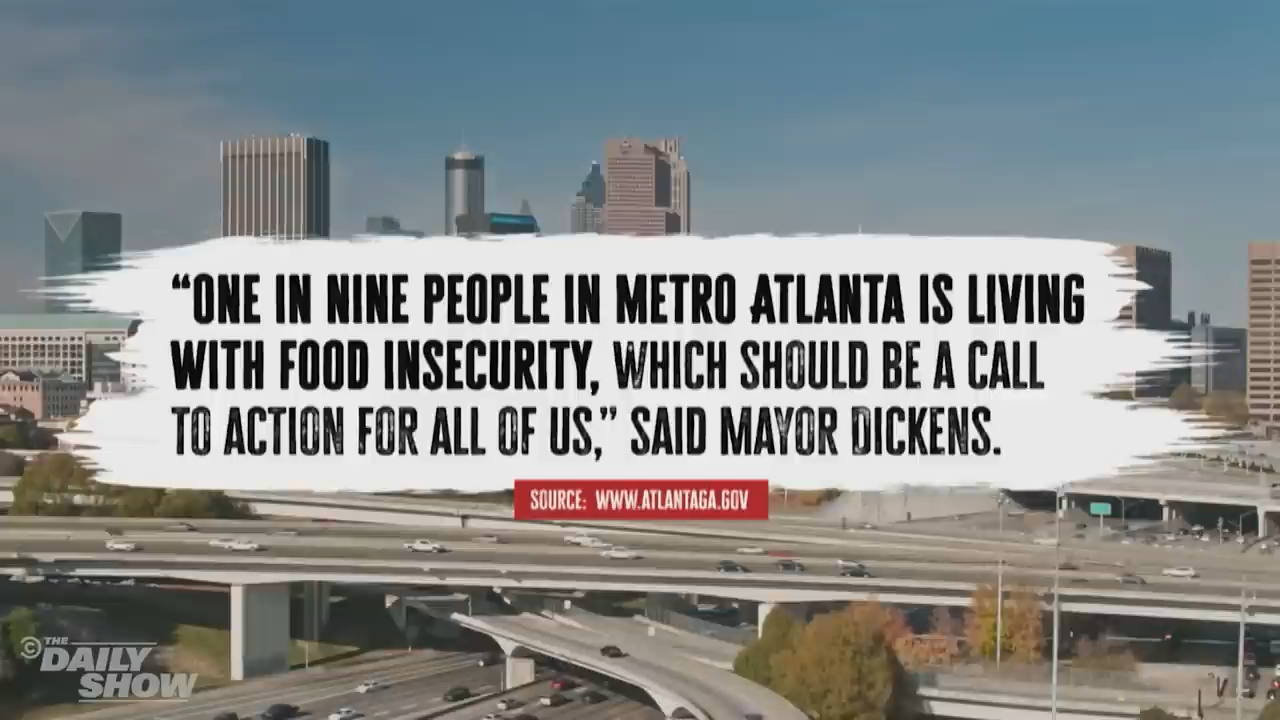 “ONE IN NINE PEOPLE IN METRO ATLANTA IS LIVING
WITH FOOD INSECURITY, WHICH SHOULD BE A CALL
TO ACTION FOR ALL OF US,” SAID MAYOR DICKENS.
SOURCE: WWW.ATLANTAGA.GOV
THE
DAILY
SHOW